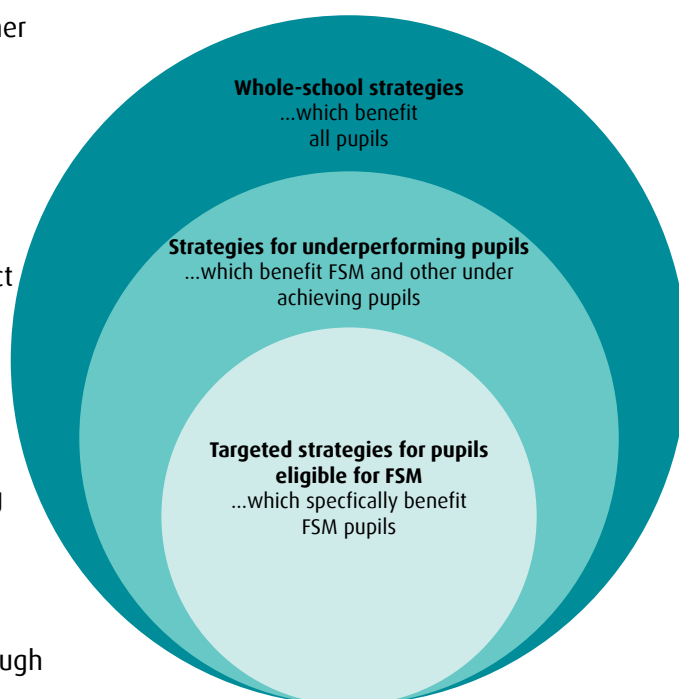 Whole-school strategies
...which benefit
all pupils
Strategies for underperforming pupils
...which benefit FSM and other under
achieving pupils
Targeted strategies for pupils
eligible for FSM
...which specfically benefit
FSM pupils
ough